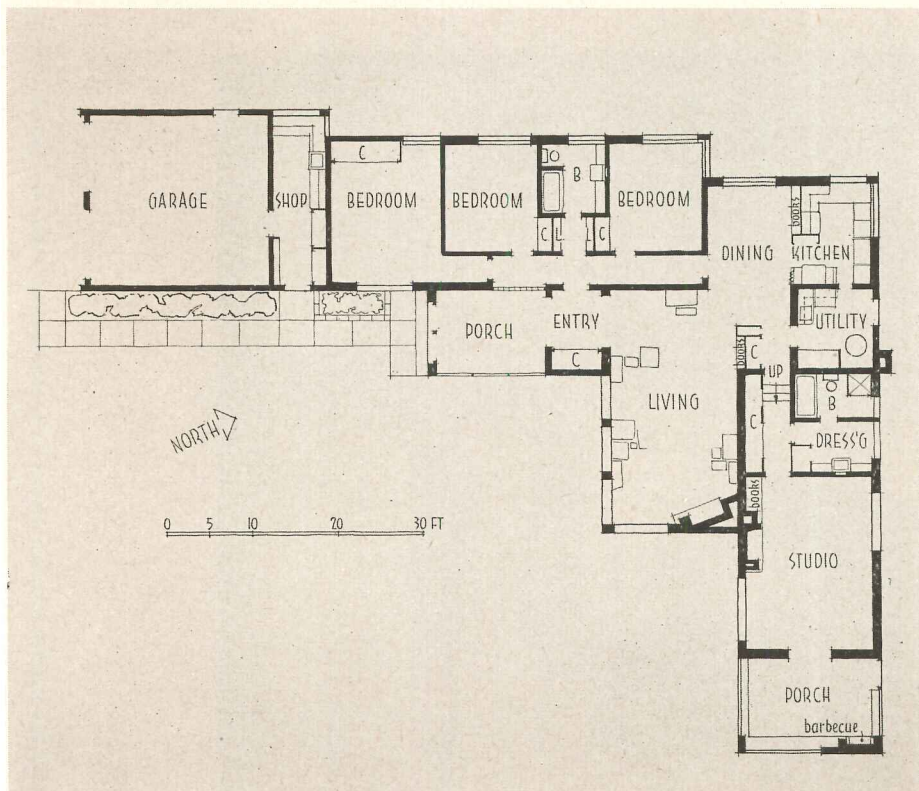 C
B
GARAGE
SHOP
BEDROOM
BEDROOM
BEDROOM
BOOKS
C
L
L
C
DINING
KITCHEN
PORCH
ENTRY
UTILITY
C
BOOKS
C
UP
LIVING
C
B
DRESS'G
NORTH
BOOKS
0 5 10 20 30 FT
STUDIO
PORCH
barbecue